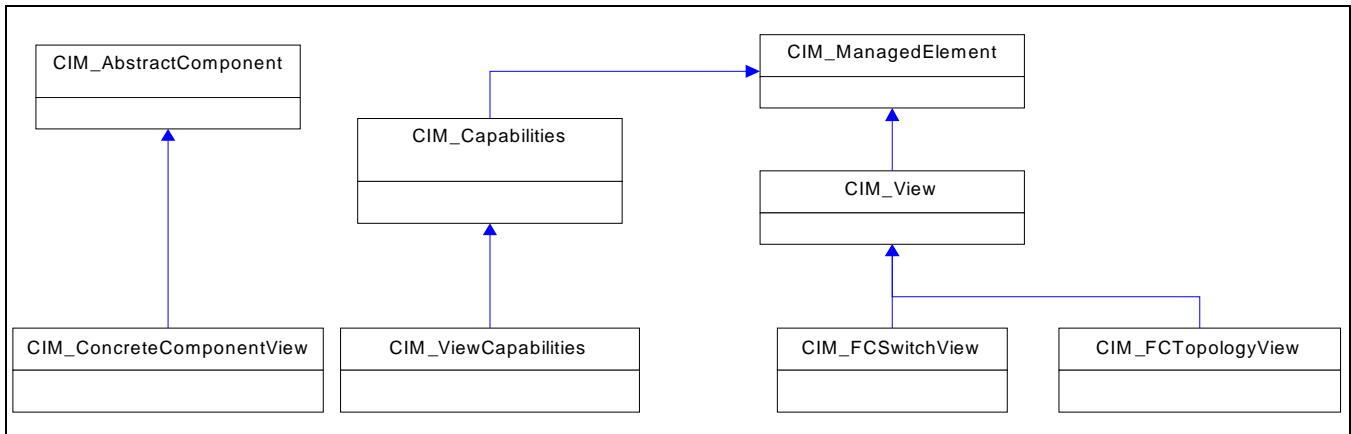 CIM_AbstractComponent
CIM_ManagedElement
CIM_Capabilities
CIM_View
CIM_ConcreteComponentView
CIM_ViewCapabilities
CIM_FCSwitchView
CIM_FCTopologyView